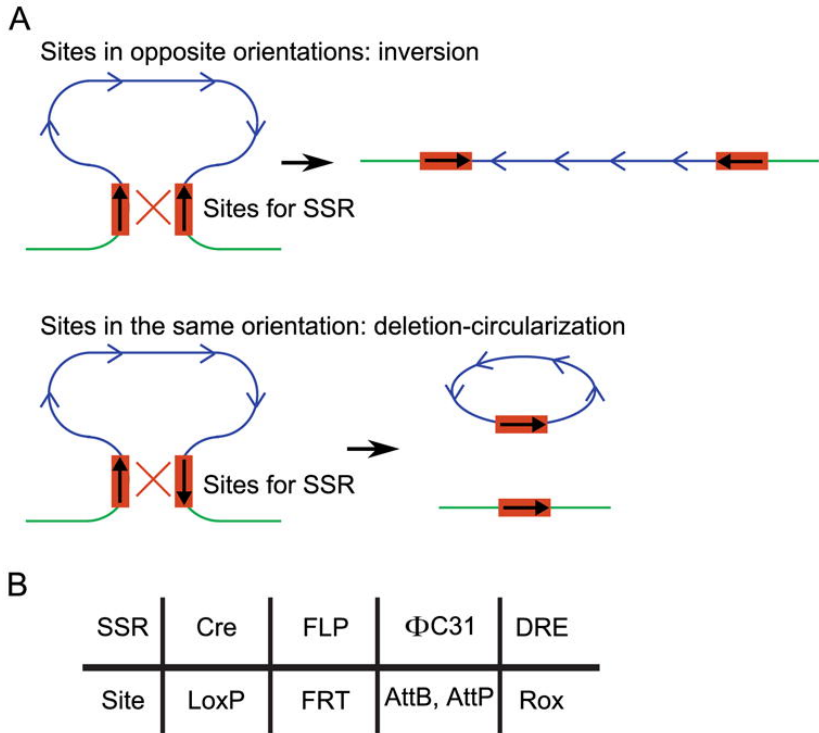 A
Sites in opposite orientations: inversion
Sites for SSR
Sites in the same orientation: deletion-circularization
Sites for SSR
B
SSR Cre FLP ΦC31 DRE
Site LoxP FRT AttB, AttP Rox